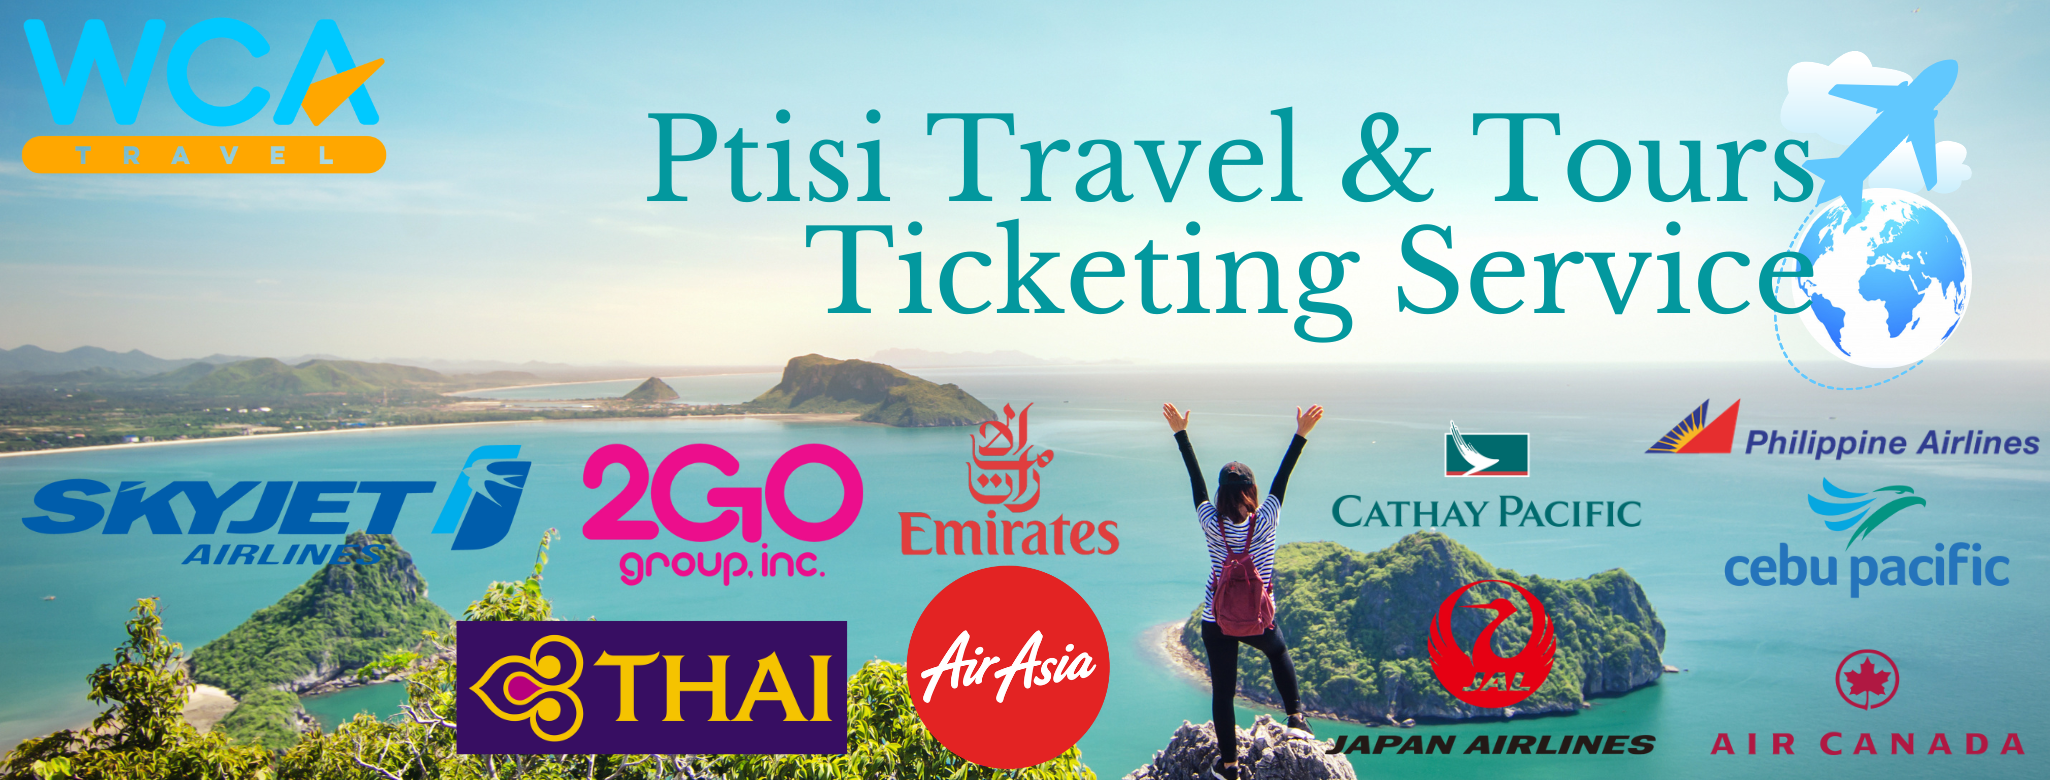 WCA
TRAVEL
Ptisi Travel & Tours
Ticketing Service
SKYJET
AIRLINES
2GO
group, inc.
امارات
Emirates
CATHAY PACIFIC
Philippine Airlines
cebu pacific
THAI
AirAsia
JAL
JAPAN AIRLINES
AIR CANADA